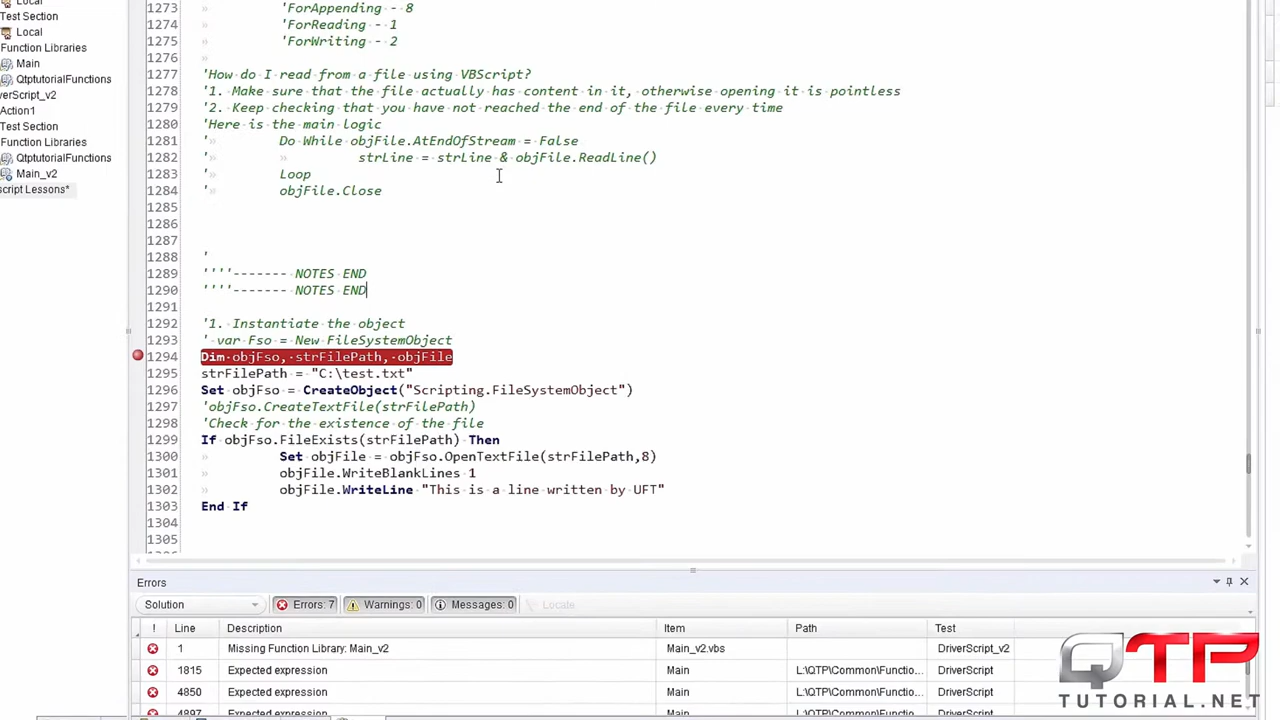 Local
Test Section
Local
Function Libraries
Main
QtptutorialFunctions
verScript_v2
Action1
Test Section
Function Libraries
QtptutorialFunctions
Main_v2
script Lessons*
1273 'ForAppending - 8
1274 'ForReading - 1
1275 'ForWriting - 2
1276
1277 'How do I read from a file using VBScript?
1278 '1. Make sure that the file actually has content in it, otherwise opening it is pointless
1279 '2. Keep checking that you have not reached the end of the file every time
1280 'Here is the main logic
1281 ' Do While objFile.AtEndOfStream = False
1282 ' strLine = strLine & objFile.ReadLine()
1283 ' Loop
1284 ' objFile.Close
1285
1286
1287
1288 '
1289 ''''------- NOTES END
1290 ''''------- NOTES END
1291
1292 '1. Instantiate the object
1293 ' var Fso = New FileSystemObject
1294 Dim objFso, strFilePath, objFile
1295 strFilePath = "C:\test.txt"
1296 Set objFso = CreateObject("Scripting.FileSystemObject")
1297 'objFso.CreateTextFile(strFilePath)
1298 'Check for the existence of the file
1299 If objFso.FileExists(strFilePath) Then
1300 Set objFile = objFso.OpenTextFile(strFilePath,8)
1301 objFile.WriteBlankLines 1
1302 objFile.WriteLine "This is a line written by UFT"
1303 End If
1304
1305
Errors
Solution Errors: 7 Warnings: 0 Messages: 0 Locate
! Line Description Item Path Test
1 Missing Function Library: Main_v2 Main_v2.vbs DriverScript_v2
1815 Expected expression Main L:\QTP\Common\Functio... DriverScript
4850 Expected expression Main L:\QTP\Common\Functio... DriverScript
4897 Expected expression Main L:\QTP\Common\Functio... DriverScript
QTP
TUTORIAL.NET